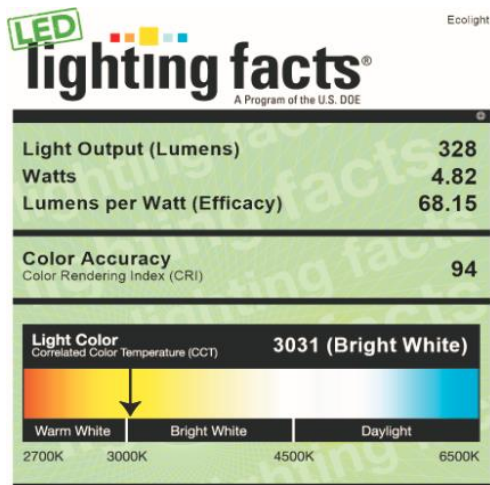 Ecolight
LED
lighting facts®
A Program of the U.S. DOE
Light Output (Lumens) 328
Watts 4.82
Lumens per Watt (Efficacy) 68.15
Color Accuracy
Color Rendering Index (CRI) 94
Light Color
Correlated Color Temperature (CCT) 3031 (Bright White)
Warm White Bright White Daylight
2700K 3000K 4500K 6500K